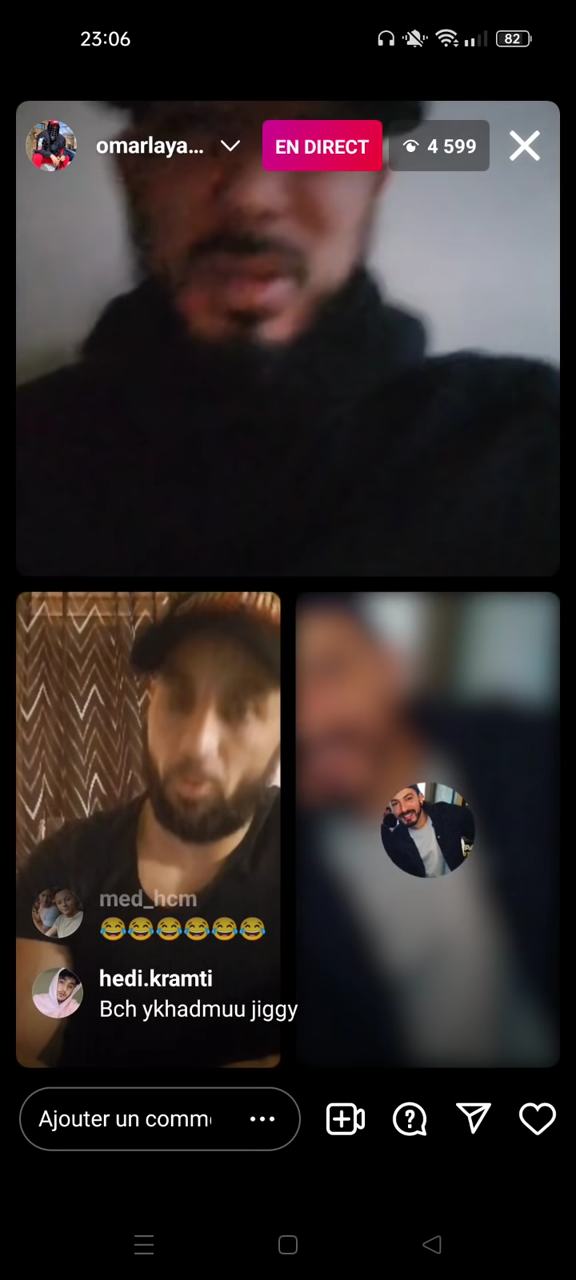 23:06
82
omarlaya...
EN DIRECT
4 599
med_hcm
😂😂😂😂😂😂
hedi.kramti
Bch ykhadmuu jiggy
Ajouter un comm